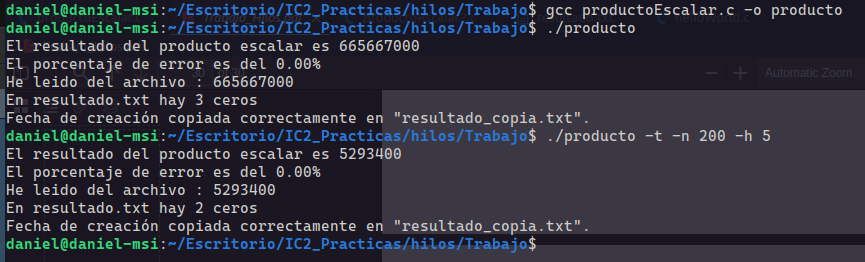 daniel@daniel-msi:~/Escritorio/IC2_Practicas/hilos/Trabajo$ gcc productoEscalar.c -o producto
daniel@daniel-msi:~/Escritorio/IC2_Practicas/hilos/Trabajo$ ./producto
El resultado del producto escalar es 665667000
El porcentaje de error es del 0.00%
He leido del archivo : 665667000
En resultado.txt hay 3 ceros
Fecha de creación copiada correctamente en "resultado_copia.txt".
daniel@daniel-msi:~/Escritorio/IC2_Practicas/hilos/Trabajo$ ./producto -t -n 200 -h 5
El resultado del producto escalar es 5293400
El porcentaje de error es del 0.00%
He leido del archivo : 5293400
En resultado.txt hay 2 ceros
Fecha de creación copiada correctamente en "resultado_copia.txt".
daniel@daniel-msi:~/Escritorio/IC2_Practicas/hilos/Trabajo$
Automatic Zoom